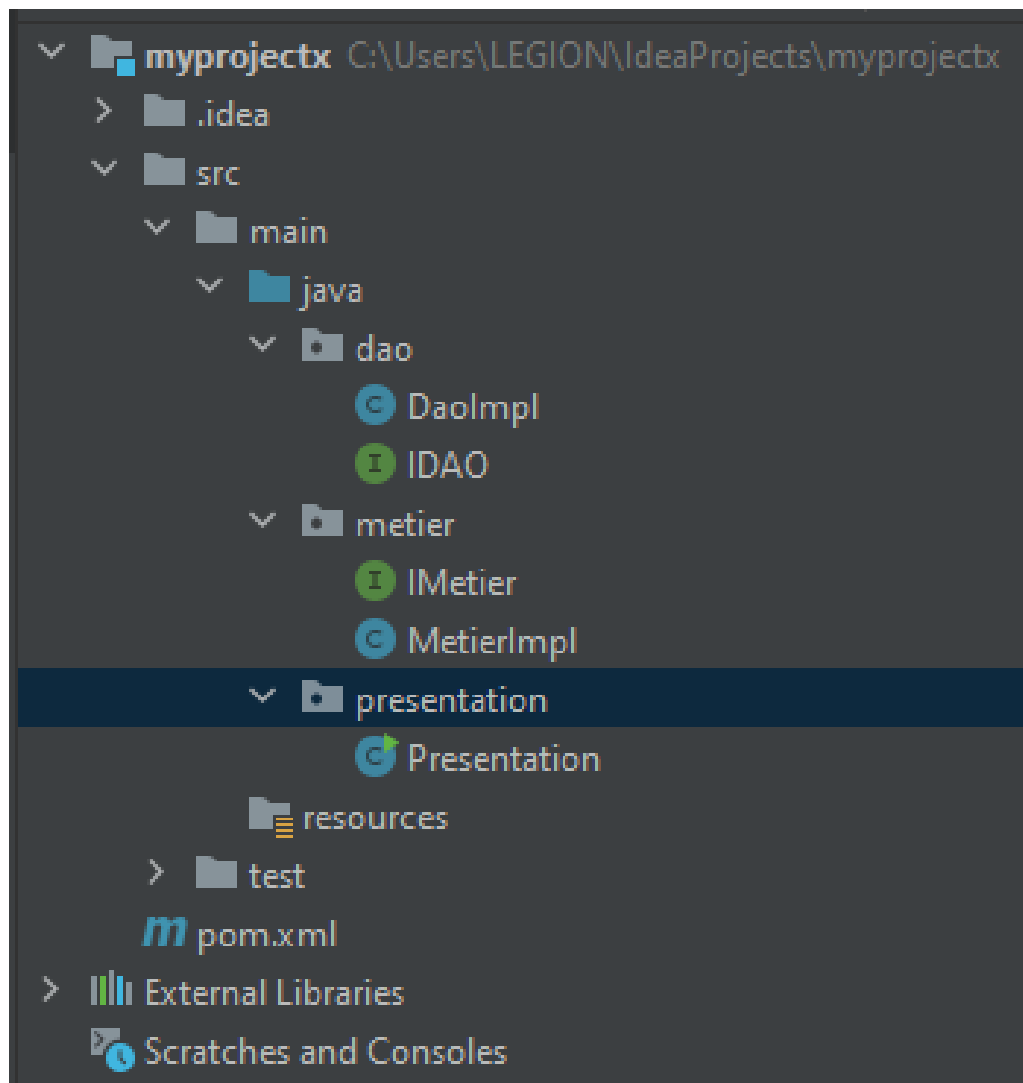 myprojectx C:\Users\LEGION\IdeaProjects\myprojectx
.idea
src
main
java
dao
C DaoImpl
I IDAO
metier
I IMetier
C MetierImpl
presentation
C Presentation
resources
test
m pom.xml
External Libraries
Scratches and Consoles